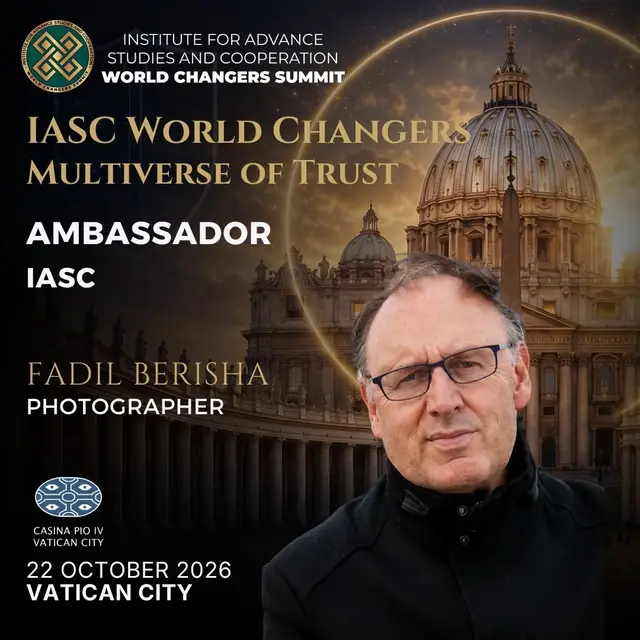 INSTITUTE FOR ADVANCE
STUDIES AND COOPERATION
WORLD CHANGERS SUMMIT
IASC WORLD CHANGERS
MULTIVERSE OF TRUST
AMBASSADOR
IASC
FADIL BERISHA
PHOTOGRAPHER
CASINA PIO IV
VATICAN CITY
22 OCTOBER 2026
VATICAN CITY